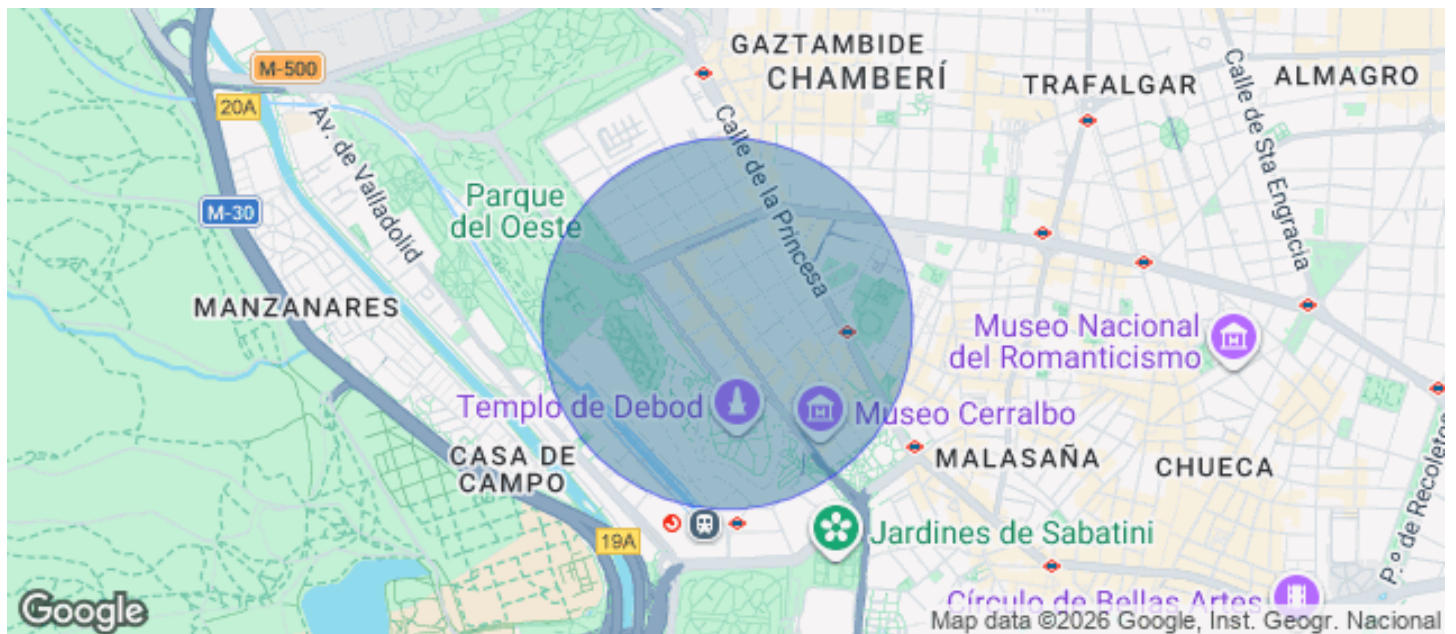 GAZTAMBIDE
CHAMBERÍ
TRAFALGAR
ALMAGRO
M-500
20A
Av. de Valladolid
Calle de la Princesa
Calle de Sta Engracia
Parque
del Oeste
M-30
MANZANARES
Museo Nacional
del Romanticismo
Templo de Debod
Museo Cerralbo
CASA DE
CAMPO
MALASAÑA
CHUECA
P.º de Recoletos
19A
Jardines de Sabatini
Círculo de Bellas Artes
Google
Map data ©2026 Google, Inst. Geogr. Nacional